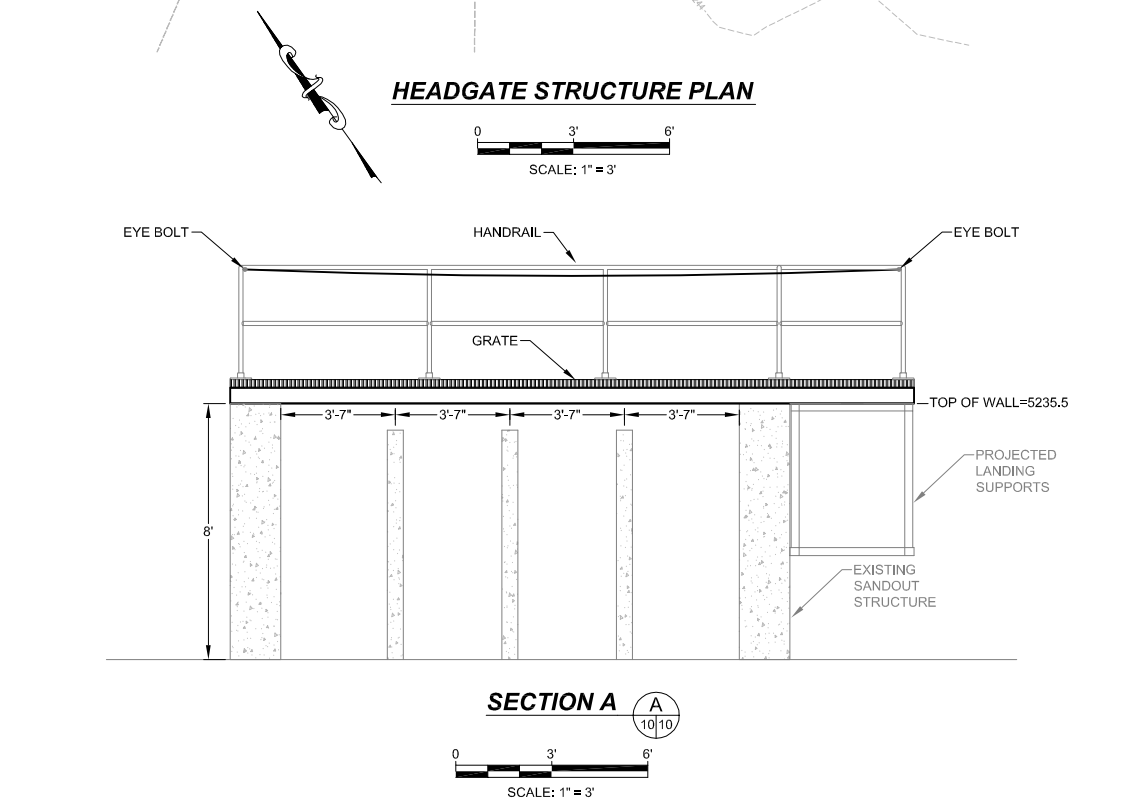 244
HEADGATE STRUCTURE PLAN
0 3' 6'
SCALE: 1" = 3'
EYE BOLT
HANDRAIL
EYE BOLT
GRATE
3'-7" 3'-7" 3'-7" 3'-7"
TOP OF WALL=5235.5
PROJECTED
LANDING
SUPPORTS
8'
EXISTING
SANDOUT
STRUCTURE
SECTION A
A
10 10
0 3' 6'
SCALE: 1" = 3'